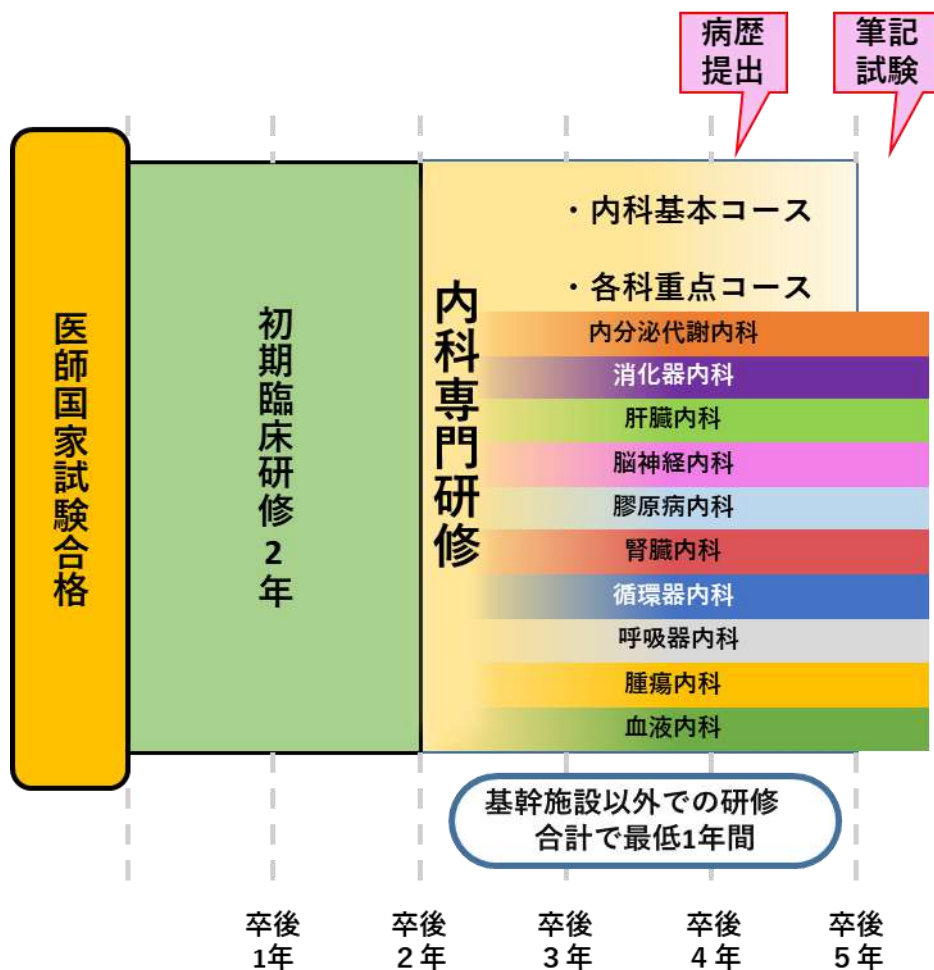 病歴
提出
筆記
試験
医師国家試験合格
初期臨床研修2年
内科専門研修
・内科基本コース
・各科重点コース
内分泌代謝内科
消化器内科
肝臓内科
脳神経内科
膠原病内科
腎臓内科
循環器内科
呼吸器内科
腫瘍内科
血液内科
基幹施設以外での研修
合計で最低1年間
卒後
1年
卒後
2年
卒後
3年
卒後
4年
卒後
5年